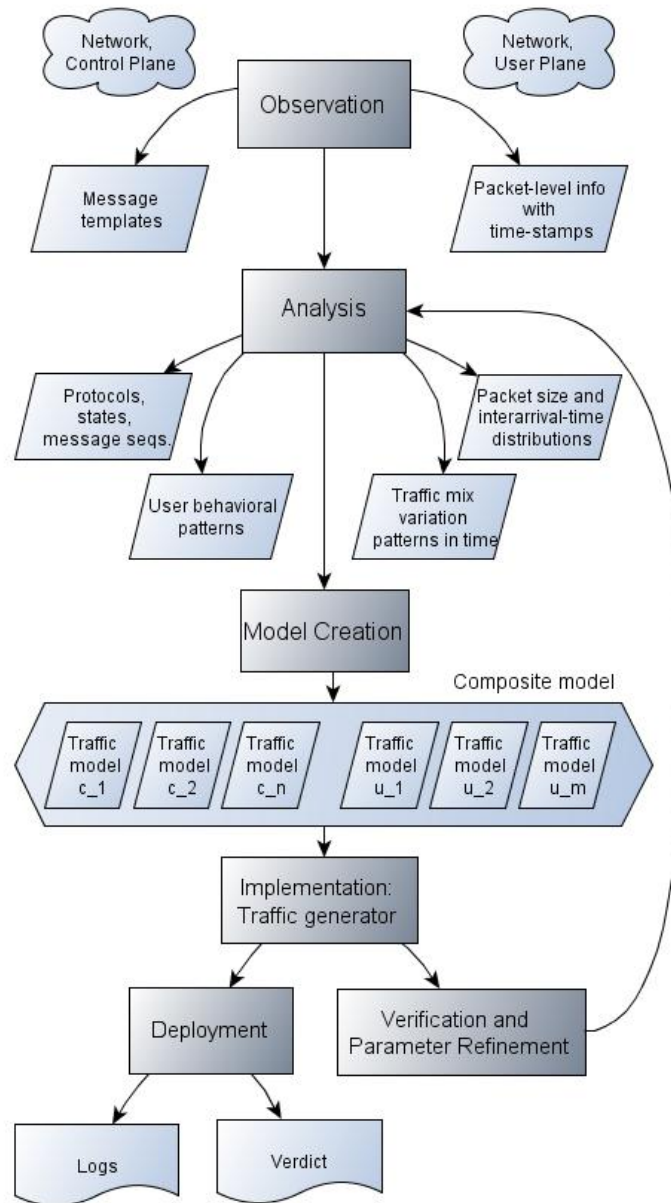 Network,
Control Plane
Network,
User Plane
Observation
Message
templates
Packet-level info
with
time-stamps
Analysis
Protocols,
states,
message seqs.
Packet size and
interarrival-time
distributions
User behavioral
patterns
Traffic mix
variation
patterns in time
Model Creation
Composite model
Traffic
model
c_1
Traffic
model
c_2
Traffic
model
c_n
Traffic
model
u_1
Traffic
model
u_2
Traffic
model
u_m
Implementation:
Traffic generator
Deployment
Verification and
Parameter Refinement
Logs
Verdict